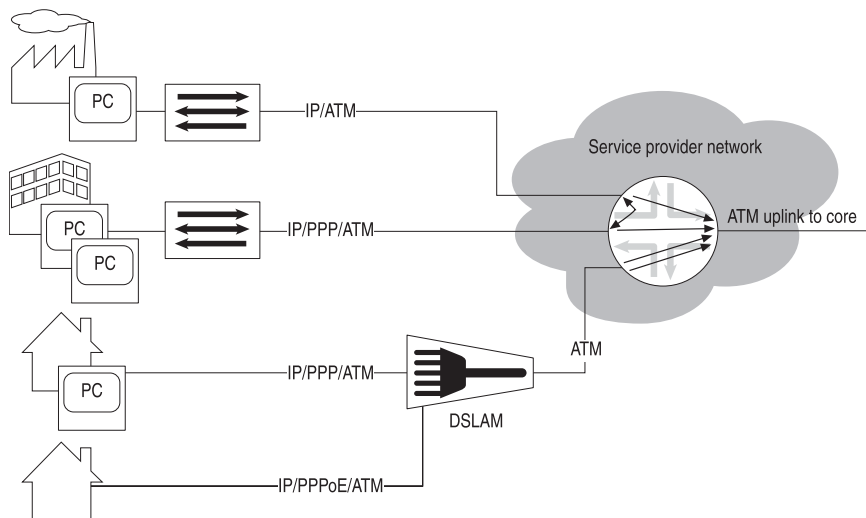 PC
IP/ATM
Service provider network
PC
PC
IP/PPP/ATM
ATM uplink to core
PC
IP/PPP/ATM
ATM
DSLAM
IP/PPPoE/ATM